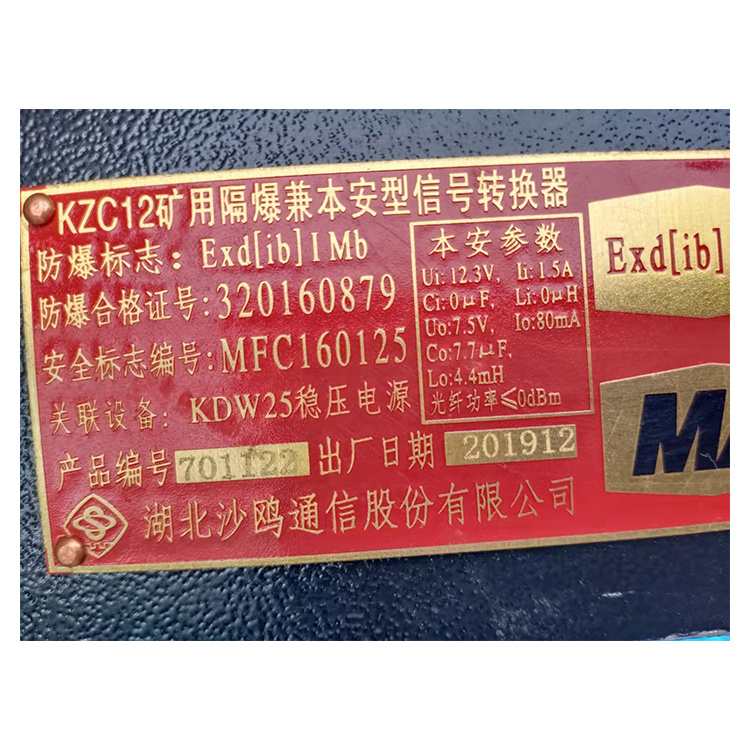 KZC12矿用隔爆兼本安型信号转换器
防爆标志：Exd[ib]ⅠMb
防爆合格证号:320160879
安全标志编号:MFC160125
关联设备：KDW25稳压电源
产品编号 701122 出厂日期 201912
湖北沙鸥通信股份有限公司
本安参数
Ui:12.3V, Li:1.5A
Ci:0μF, Li:0μH
Uo:7.5V, Io:80mA
Co:7.7μF,
Lo:4.4mH
光纤功率≤0dBm
Exd[ib]
MA